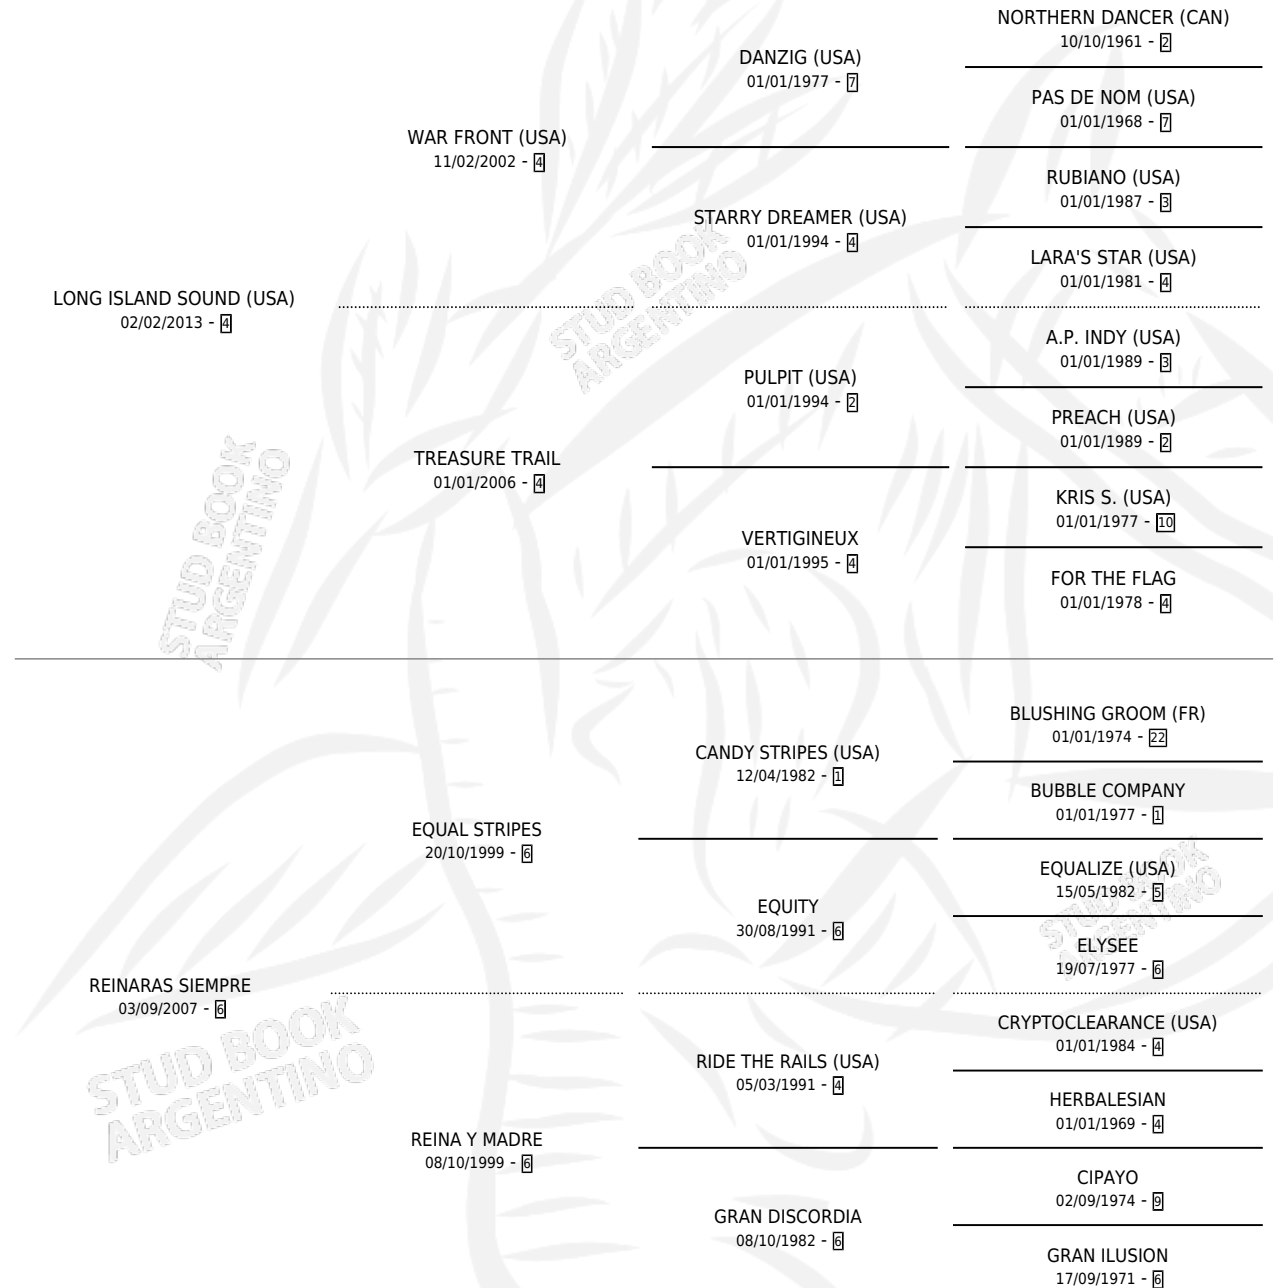 NORTHERN DANCER (CAN)
10/10/1961 - 2
DANZIG (USA)
01/01/1977 - 7
PAS DE NOM (USA)
01/01/1968 - 7
WAR FRONT (USA)
11/02/2002 - 4
RUBIANO (USA)
01/01/1987 - 3
STARRY DREAMER (USA)
01/01/1994 - 4
LARA'S STAR (USA)
01/01/1981 - 4
LONG ISLAND SOUND (USA)
02/02/2013 - 4
A.P. INDY (USA)
01/01/1989 - 3
PULPIT (USA)
01/01/1994 - 2
PREACH (USA)
01/01/1989 - 2
TREASURE TRAIL
01/01/2006 - 4
KRIS S. (USA)
01/01/1977 - 10
VERTIGINEUX
01/01/1995 - 4
FOR THE FLAG
01/01/1978 - 4
BLUSHING GROOM (FR)
01/01/1974 - 22
CANDY STRIPES (USA)
12/04/1982 - 1
BUBBLE COMPANY
01/01/1977 - 1
EQUAL STRIPES
20/10/1999 - 6
EQUALIZE (USA)
15/05/1982 - 5
EQUITY
30/08/1991 - 6
ELYSEE
19/07/1977 - 6
REINARAS SIEMPRE
03/09/2007 - 6
CRYPTOCLEARANCE (USA)
01/01/1984 - 4
RIDE THE RAILS (USA)
05/03/1991 - 4
HERBALESIAN
01/01/1969 - 4
REINA Y MADRE
08/10/1999 - 6
CIPAYO
02/09/1974 - 9
GRAN DISCORDIA
08/10/1982 - 6
GRAN ILUSION
17/09/1971 - 6
STUD BOOK
ARGENTINO
STUD BOOK
ARGENTINO
STUD BOOK
ARGENTINO
STUD BOOK
ARGENTINO